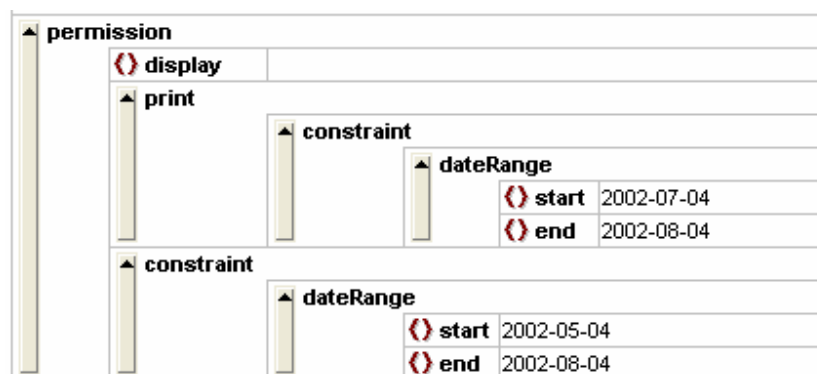 permission
display
print
constraint
dateRange
start 2002-07-04
end 2002-08-04
constraint
dateRange
start 2002-05-04
end 2002-08-04